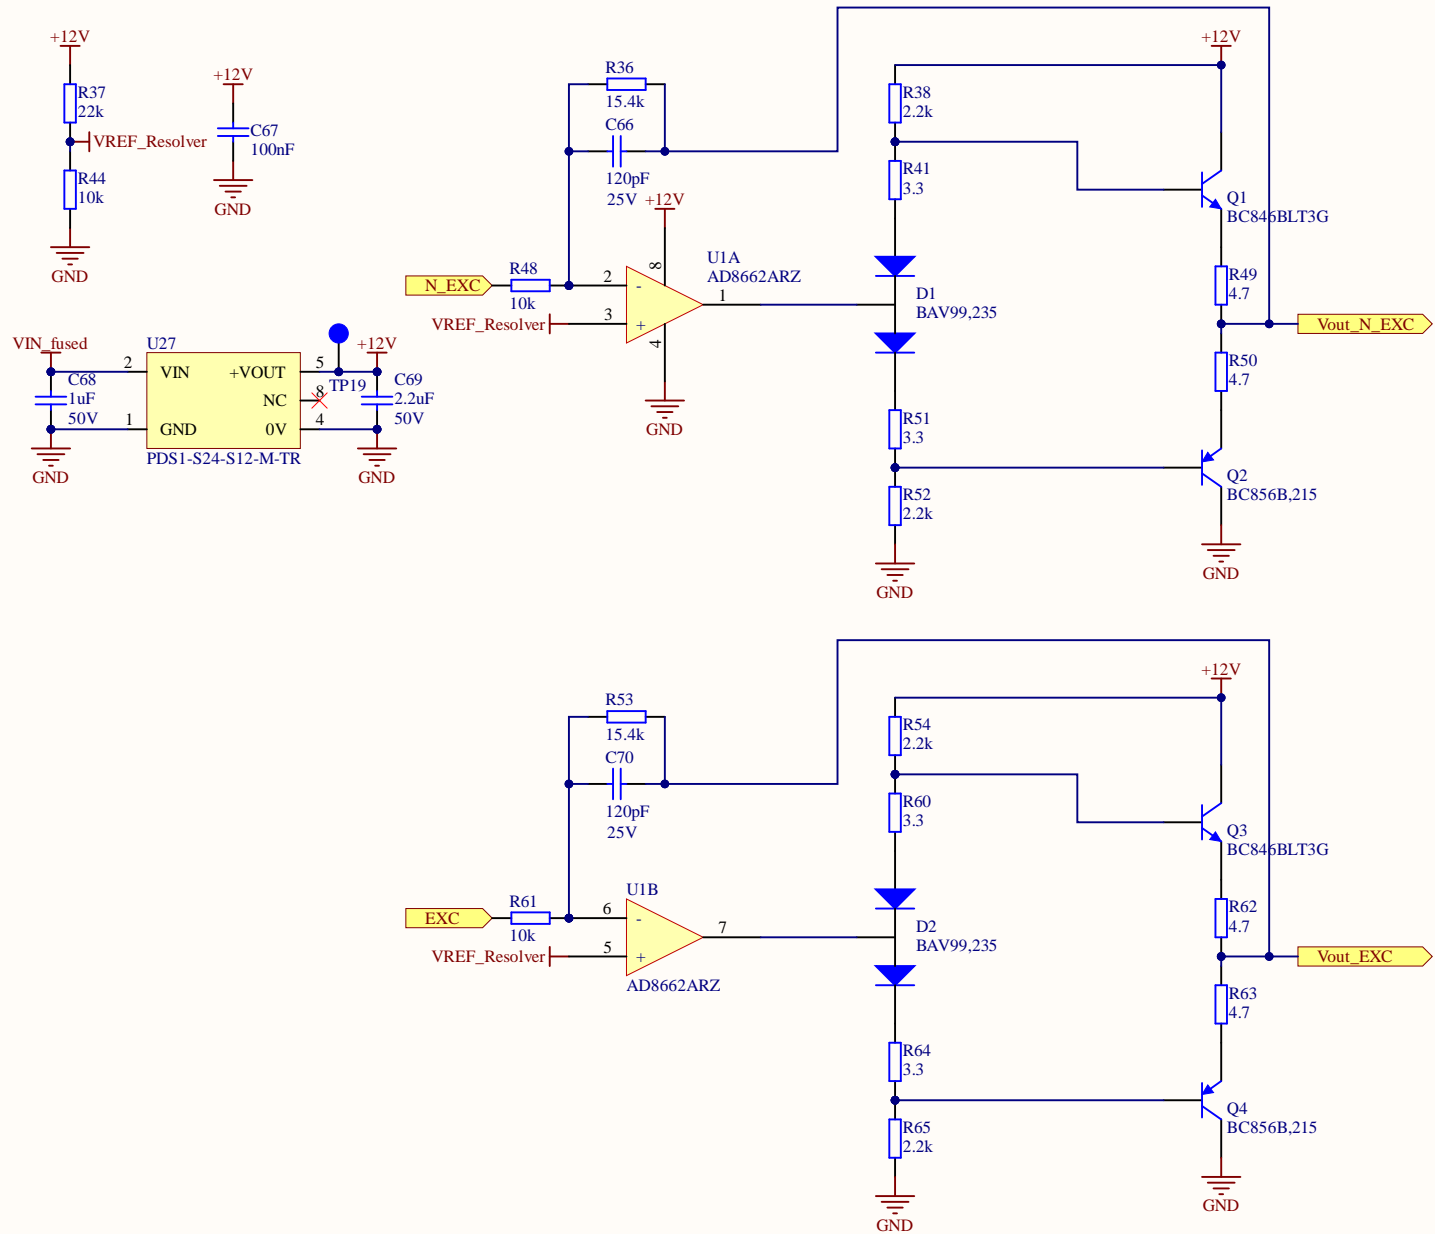 +12V
R37
22k
VREF_Resolver
R44
10k
GND
+12V
C67
100nF
GND
VIN_fused
C68
1uF
50V
GND
U27
2
VIN
+VOUT
5
NC
8
1
GND
0V
4
PDS1-S24-S12-M-TR
TP19
+12V
C69
2.2uF
50V
GND
R36
15.4k
C66
120pF
25V
+12V
N_EXC
R48
10k
VREF_Resolver
2
-
3
+
8
4
1
U1A
AD8662ARZ
GND
+12V
R38
2.2k
R41
3.3
D1
BAV99,235
R51
3.3
R52
2.2k
GND
Q1
BC846BLT3G
R49
4.7
Vout_N_EXC
R50
4.7
Q2
BC856B,215
GND
R53
15.4k
C70
120pF
25V
EXC
R61
10k
VREF_Resolver
U1B
6
-
5
+
7
AD8662ARZ
+12V
R54
2.2k
R60
3.3
D2
BAV99,235
R64
3.3
R65
2.2k
GND
Q3
BC846BLT3G
R62
4.7
Vout_EXC
R63
4.7
Q4
BC856B,215
GND